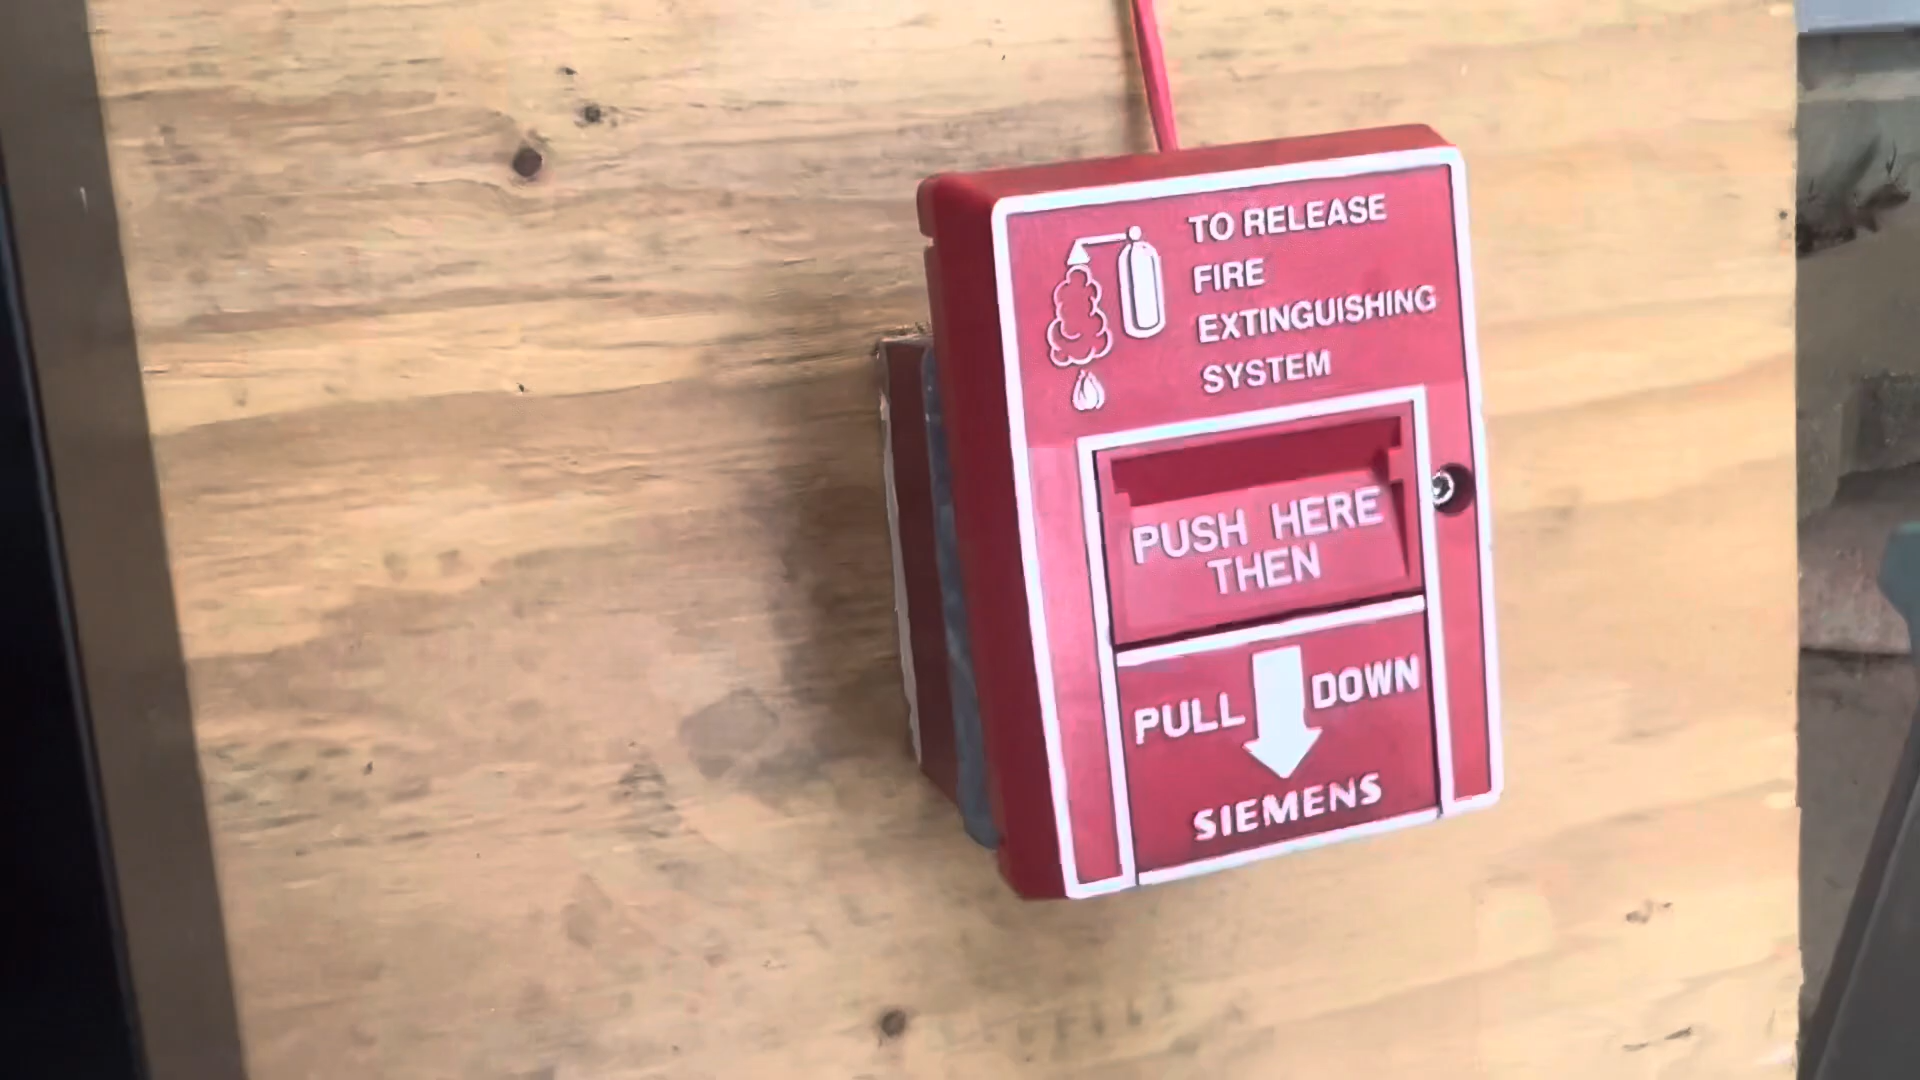 TO RELEASE
FIRE
EXTINGUISHING
SYSTEM
PUSH HERE
THEN
PULL DOWN
SIEMENS